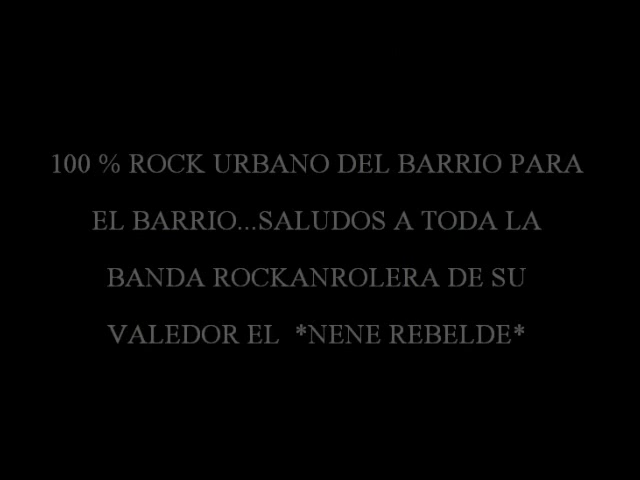 100 % ROCK URBANO DEL BARRIO PARA
EL BARRIO...SALUDOS A TODA LA
BANDA ROCKANROLERA DE SU
VALEDOR EL  *NENE REBELDE*